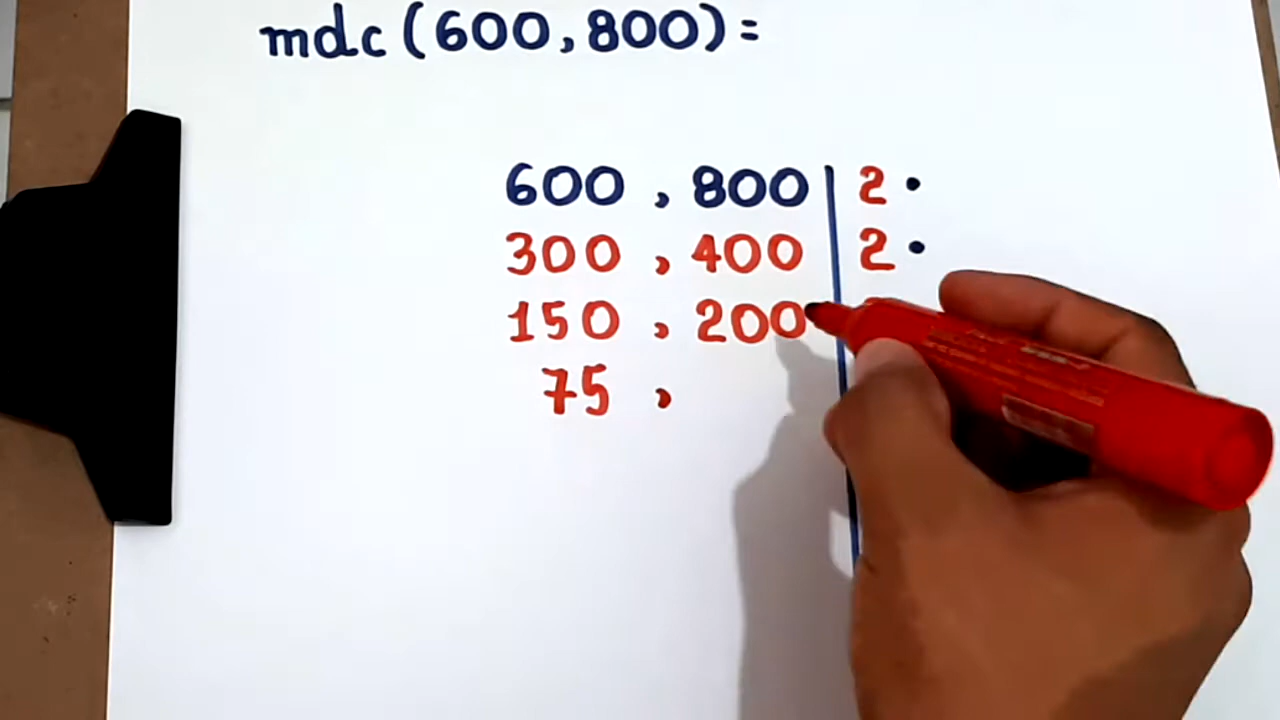 mdc (600,800) =
600 , 800 | 2 •
300 , 400 | 2 •
150 , 200
75 ,